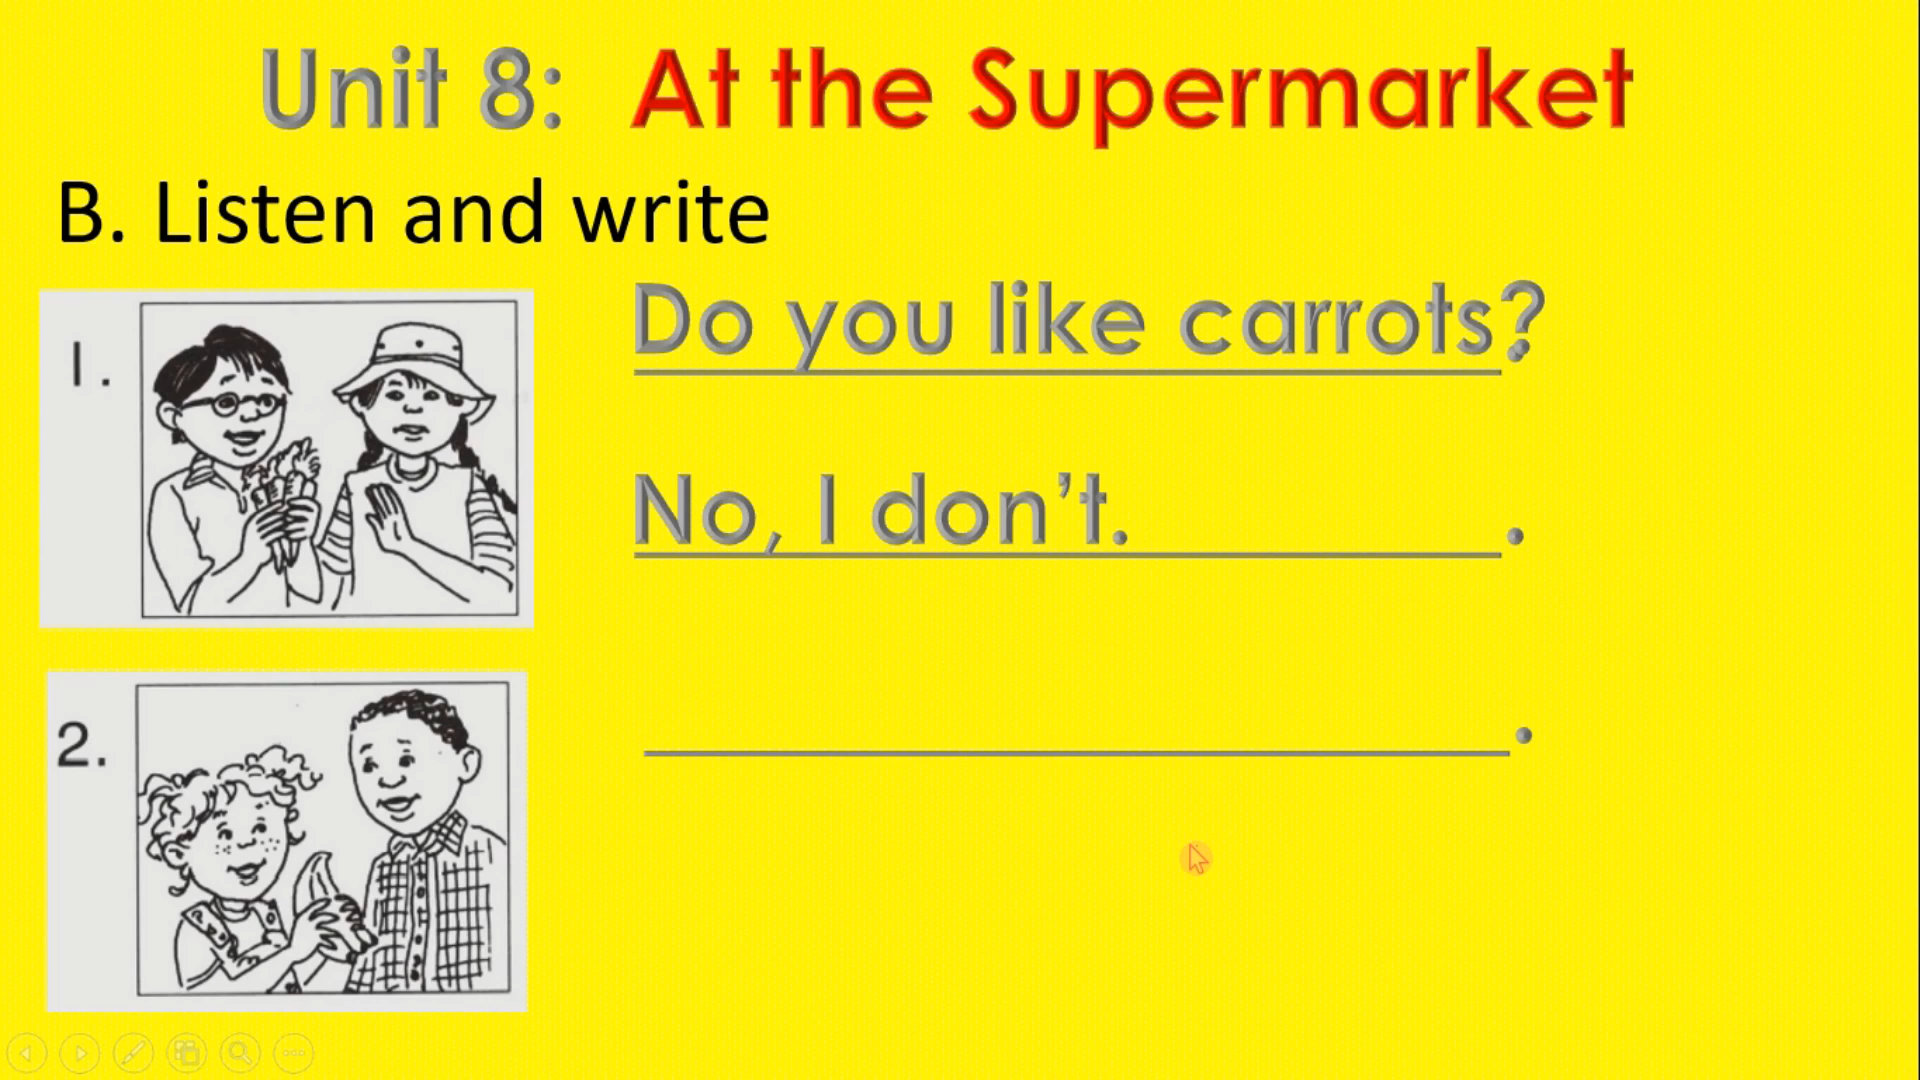 Unit 8: At the Supermarket
B. Listen and write
1.
Do you like carrots?
No, I don't. .
2.
.